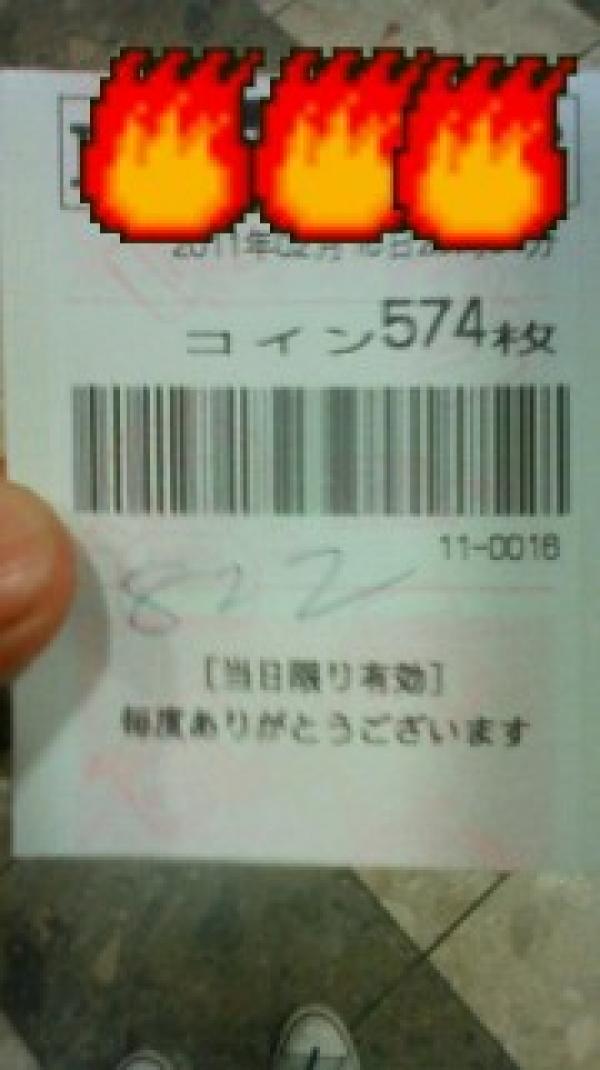 コイン574枚
11-0016
822
[当日限り有効]
毎度ありがとうございます